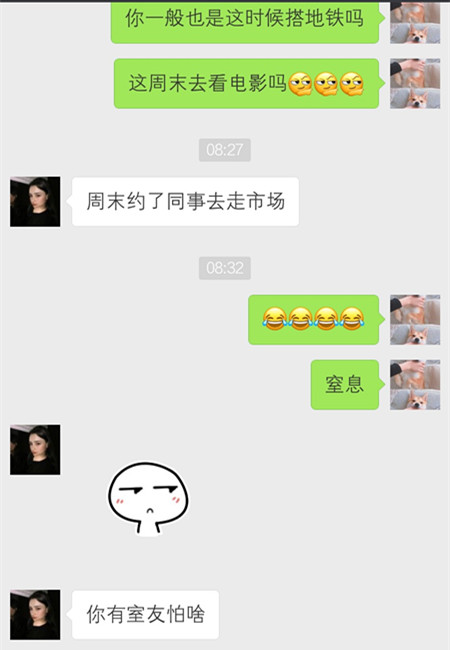 你一般也是这时候搭地铁吗
这周末去看电影吗
08:27
周末约了同事去走市场
08:32
窒息
你有室友怕啥